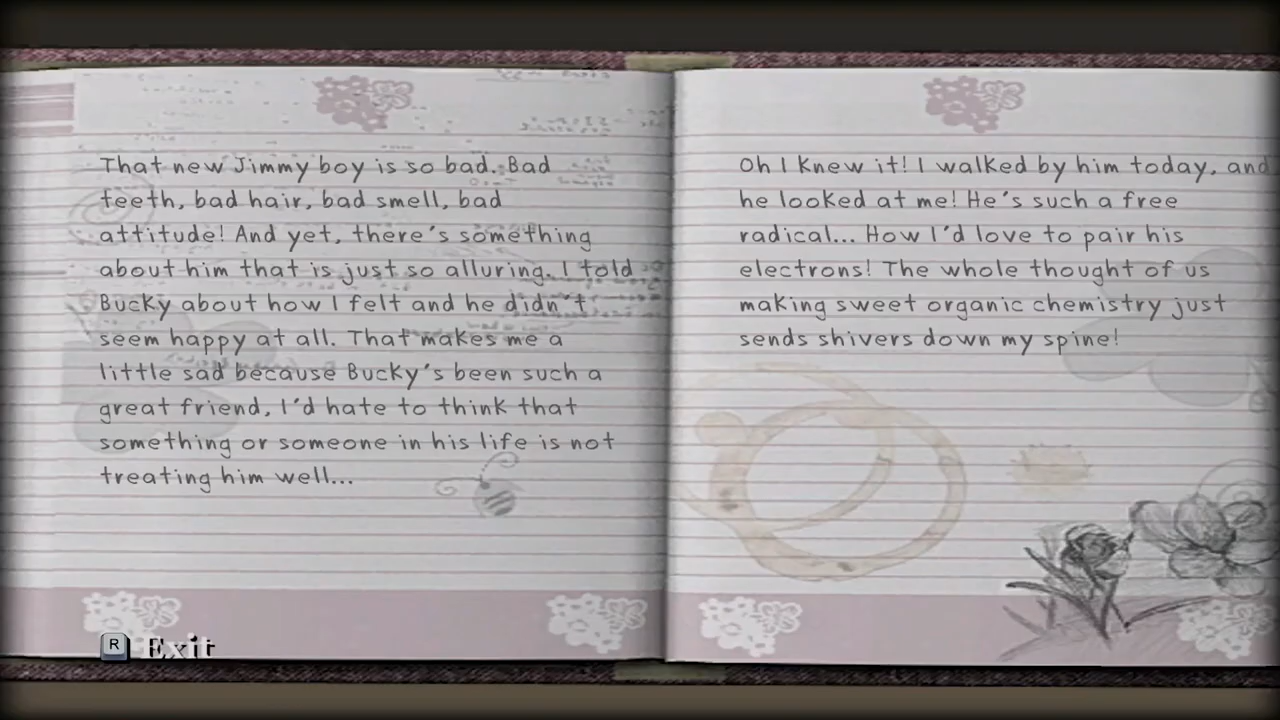 That new Jimmy boy is so bad. Bad
teeth, bad hair, bad smell, bad
attitude! And yet, there's something
about him that is just so alluring. I told
Bucky about how I felt and he didn't
seem happy at all. That makes me a
little sad because Bucky's been such a
great friend, I'd hate to think that
something or someone in his life is not
treating him well...
Oh I knew it! I walked by him today, and
he looked at me! He's such a free
radical... How I'd love to pair his
electrons! The whole thought of us
making sweet organic chemistry just
sends shivers down my spine!
R Exit